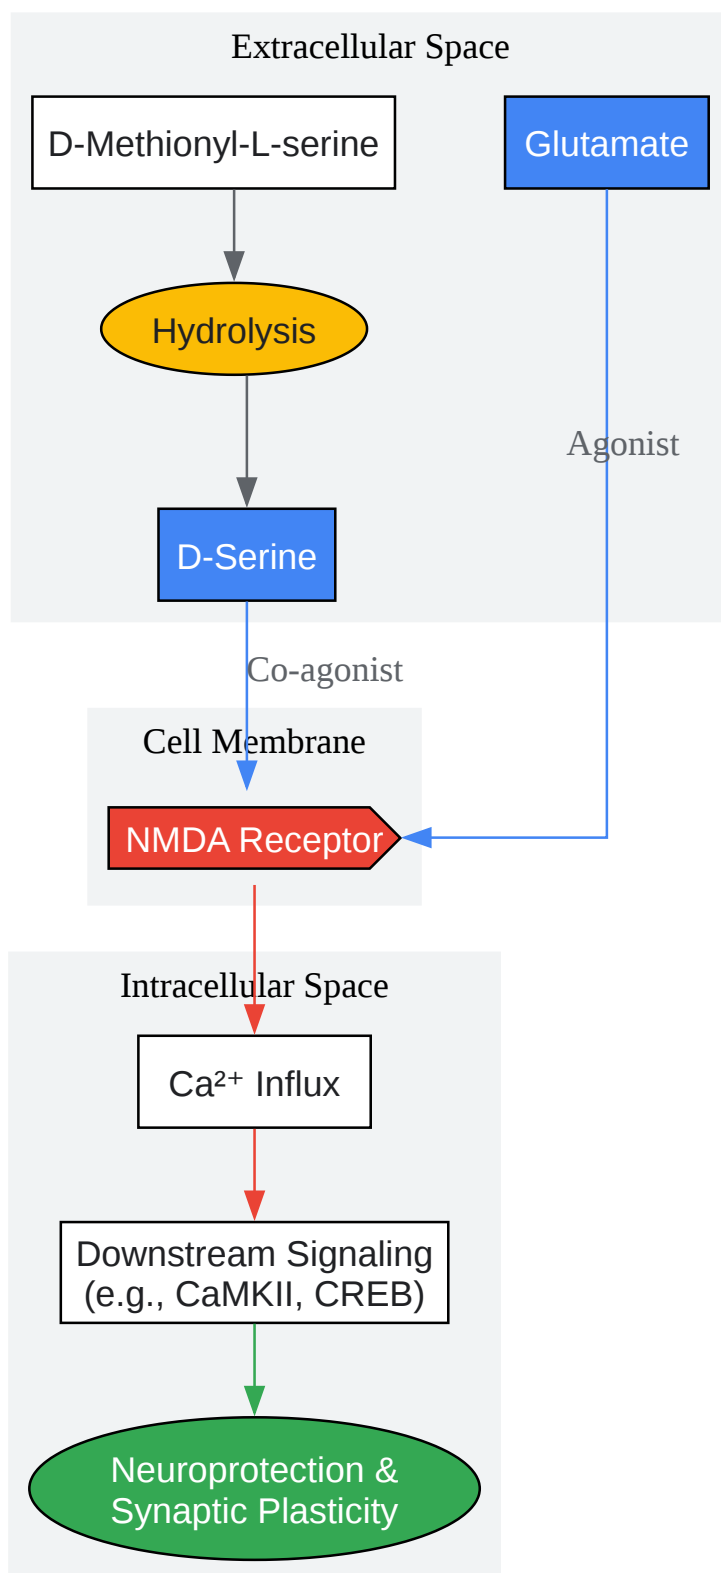 Extracellular Space
D-Methionyl-L-serine
Glutamate
Hydrolysis
Agonist
D-Serine
Co-agonist
Cell Membrane
NMDA Receptor
Intracellular Space
Ca²⁺ Influx
Downstream Signaling
(e.g., CaMKII, CREB)
Neuroprotection &
Synaptic Plasticity